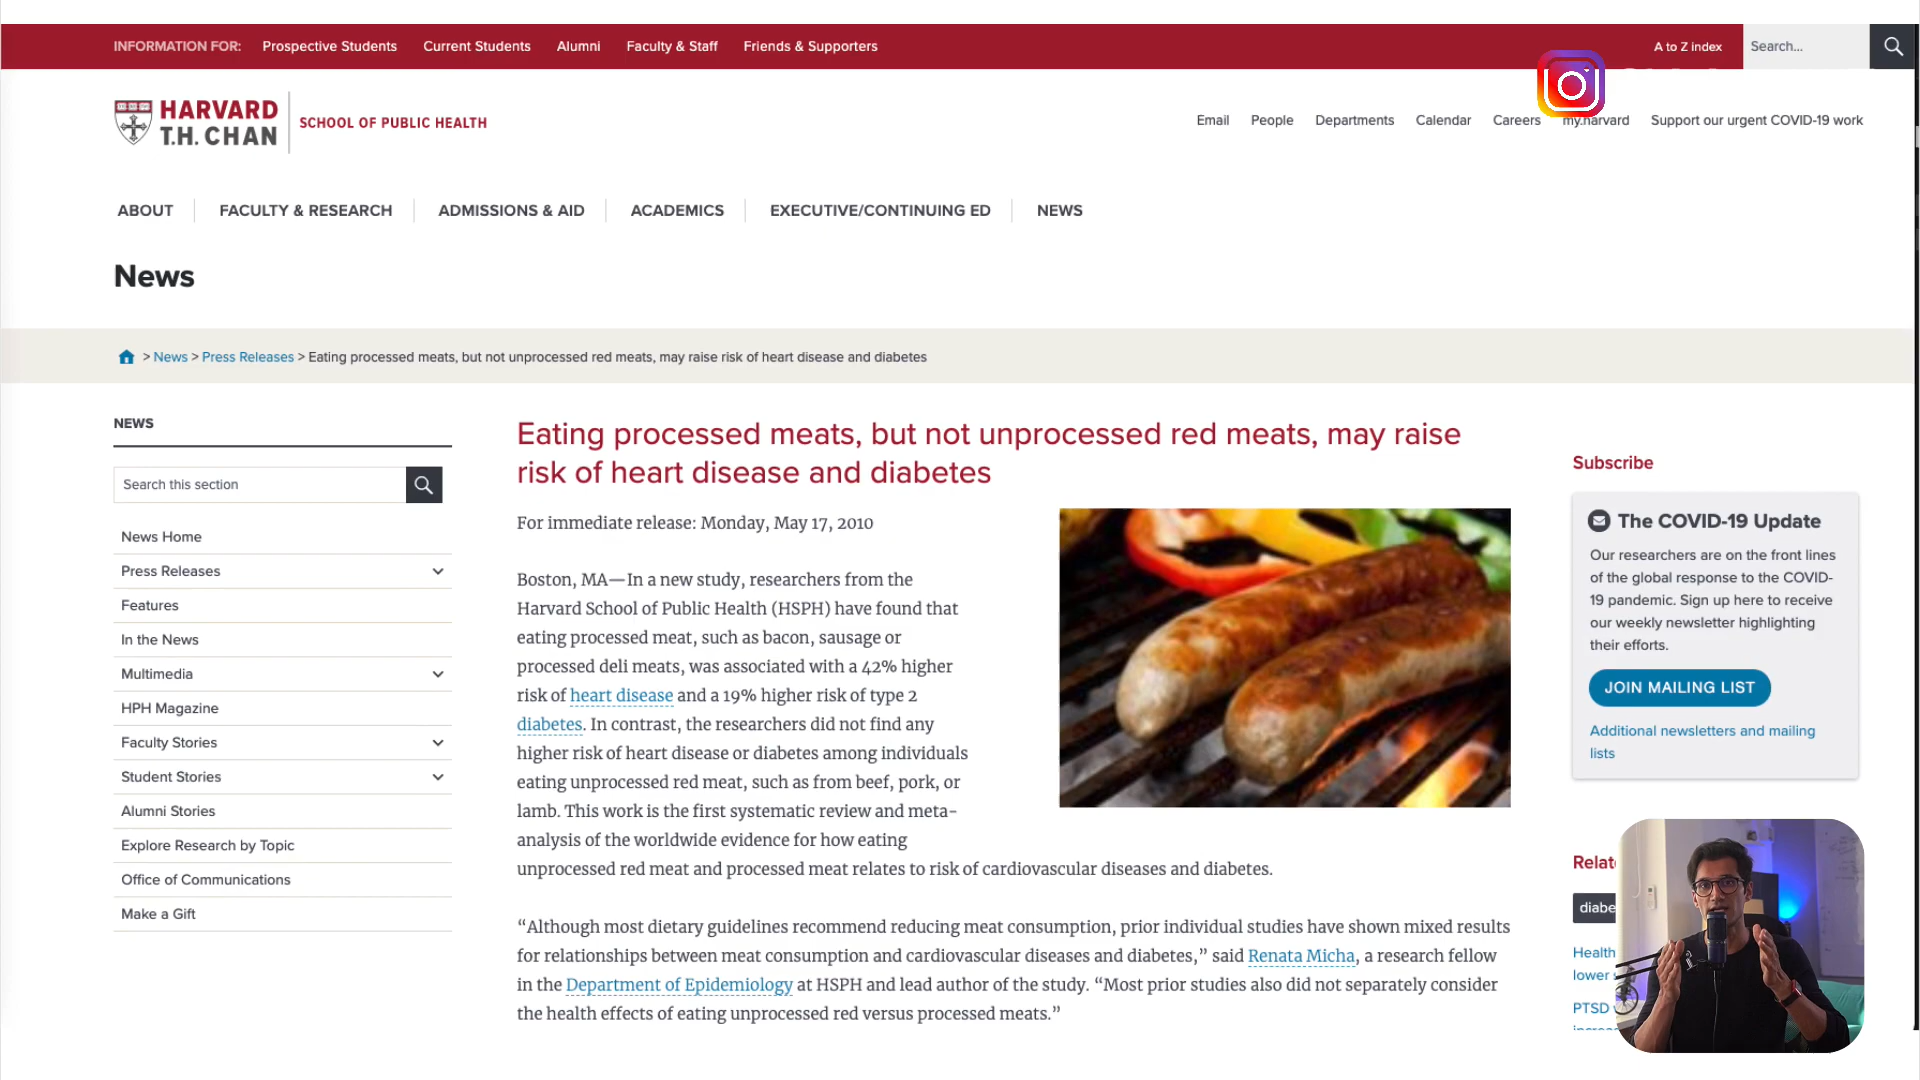 INFORMATION FOR: Prospective Students Current Students Alumni Faculty & Staff Friends & Supporters A to Z index Search...
HARVARD
T.H. CHAN
SCHOOL OF PUBLIC HEALTH
Email People Departments Calendar Careers my.harvard Support our urgent COVID-19 work
ABOUT FACULTY & RESEARCH ADMISSIONS & AID ACADEMICS EXECUTIVE/CONTINUING ED NEWS
News
> News > Press Releases > Eating processed meats, but not unprocessed red meats, may raise risk of heart disease and diabetes
NEWS
Search this section
News Home
Press Releases
Features
In the News
Multimedia
HPH Magazine
Faculty Stories
Student Stories
Alumni Stories
Explore Research by Topic
Office of Communications
Make a Gift
Eating processed meats, but not unprocessed red meats, may raise
risk of heart disease and diabetes
For immediate release: Monday, May 17, 2010
Boston, MA—In a new study, researchers from the
Harvard School of Public Health (HSPH) have found that
eating processed meat, such as bacon, sausage or
processed deli meats, was associated with a 42% higher
risk of heart disease and a 19% higher risk of type 2
diabetes. In contrast, the researchers did not find any
higher risk of heart disease or diabetes among individuals
eating unprocessed red meat, such as from beef, pork, or
lamb. This work is the first systematic review and meta-
analysis of the worldwide evidence for how eating
unprocessed red meat and processed meat relates to risk of cardiovascular diseases and diabetes.
“Although most dietary guidelines recommend reducing meat consumption, prior individual studies have shown mixed results
for relationships between meat consumption and cardiovascular diseases and diabetes,” said Renata Micha, a research fellow
in the Department of Epidemiology at HSPH and lead author of the study. “Most prior studies also did not separately consider
the health effects of eating unprocessed red versus processed meats.”
Subscribe
The COVID-19 Update
Our researchers are on the front lines
of the global response to the COVID-
19 pandemic. Sign up here to receive
our weekly newsletter highlighting
their efforts.
JOIN MAILING LIST
Additional newsletters and mailing
lists
Relat
diabe
Health
lower
PTSD